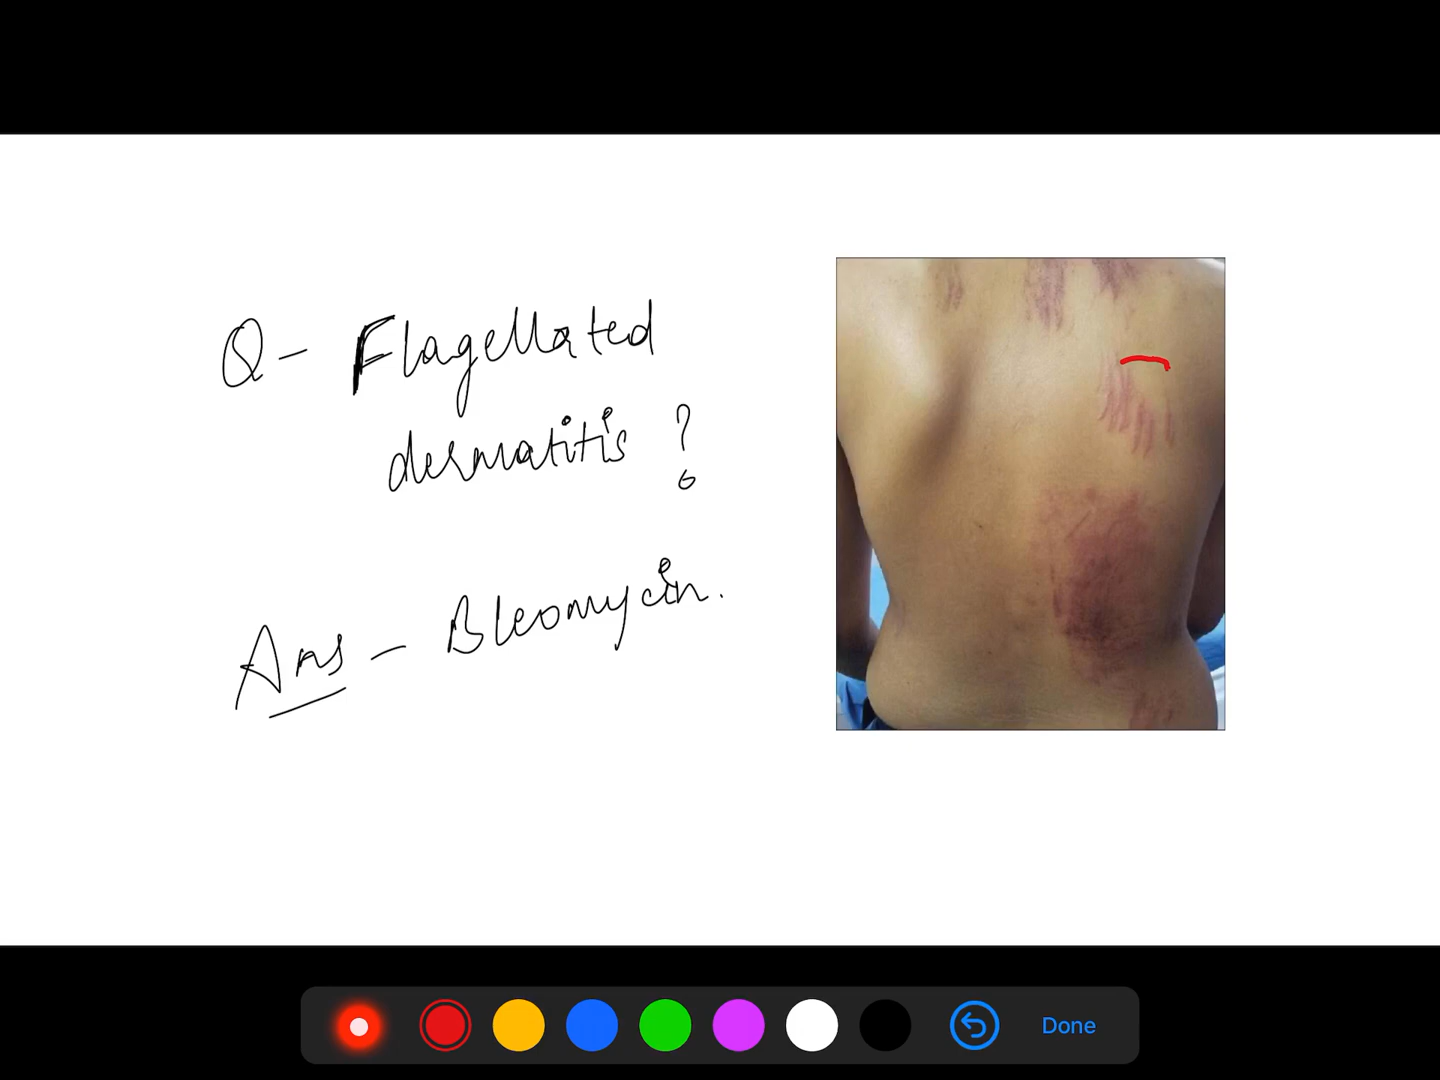 Q- Flagellated
dermatitis ?
Ans - Bleomycin.
Done